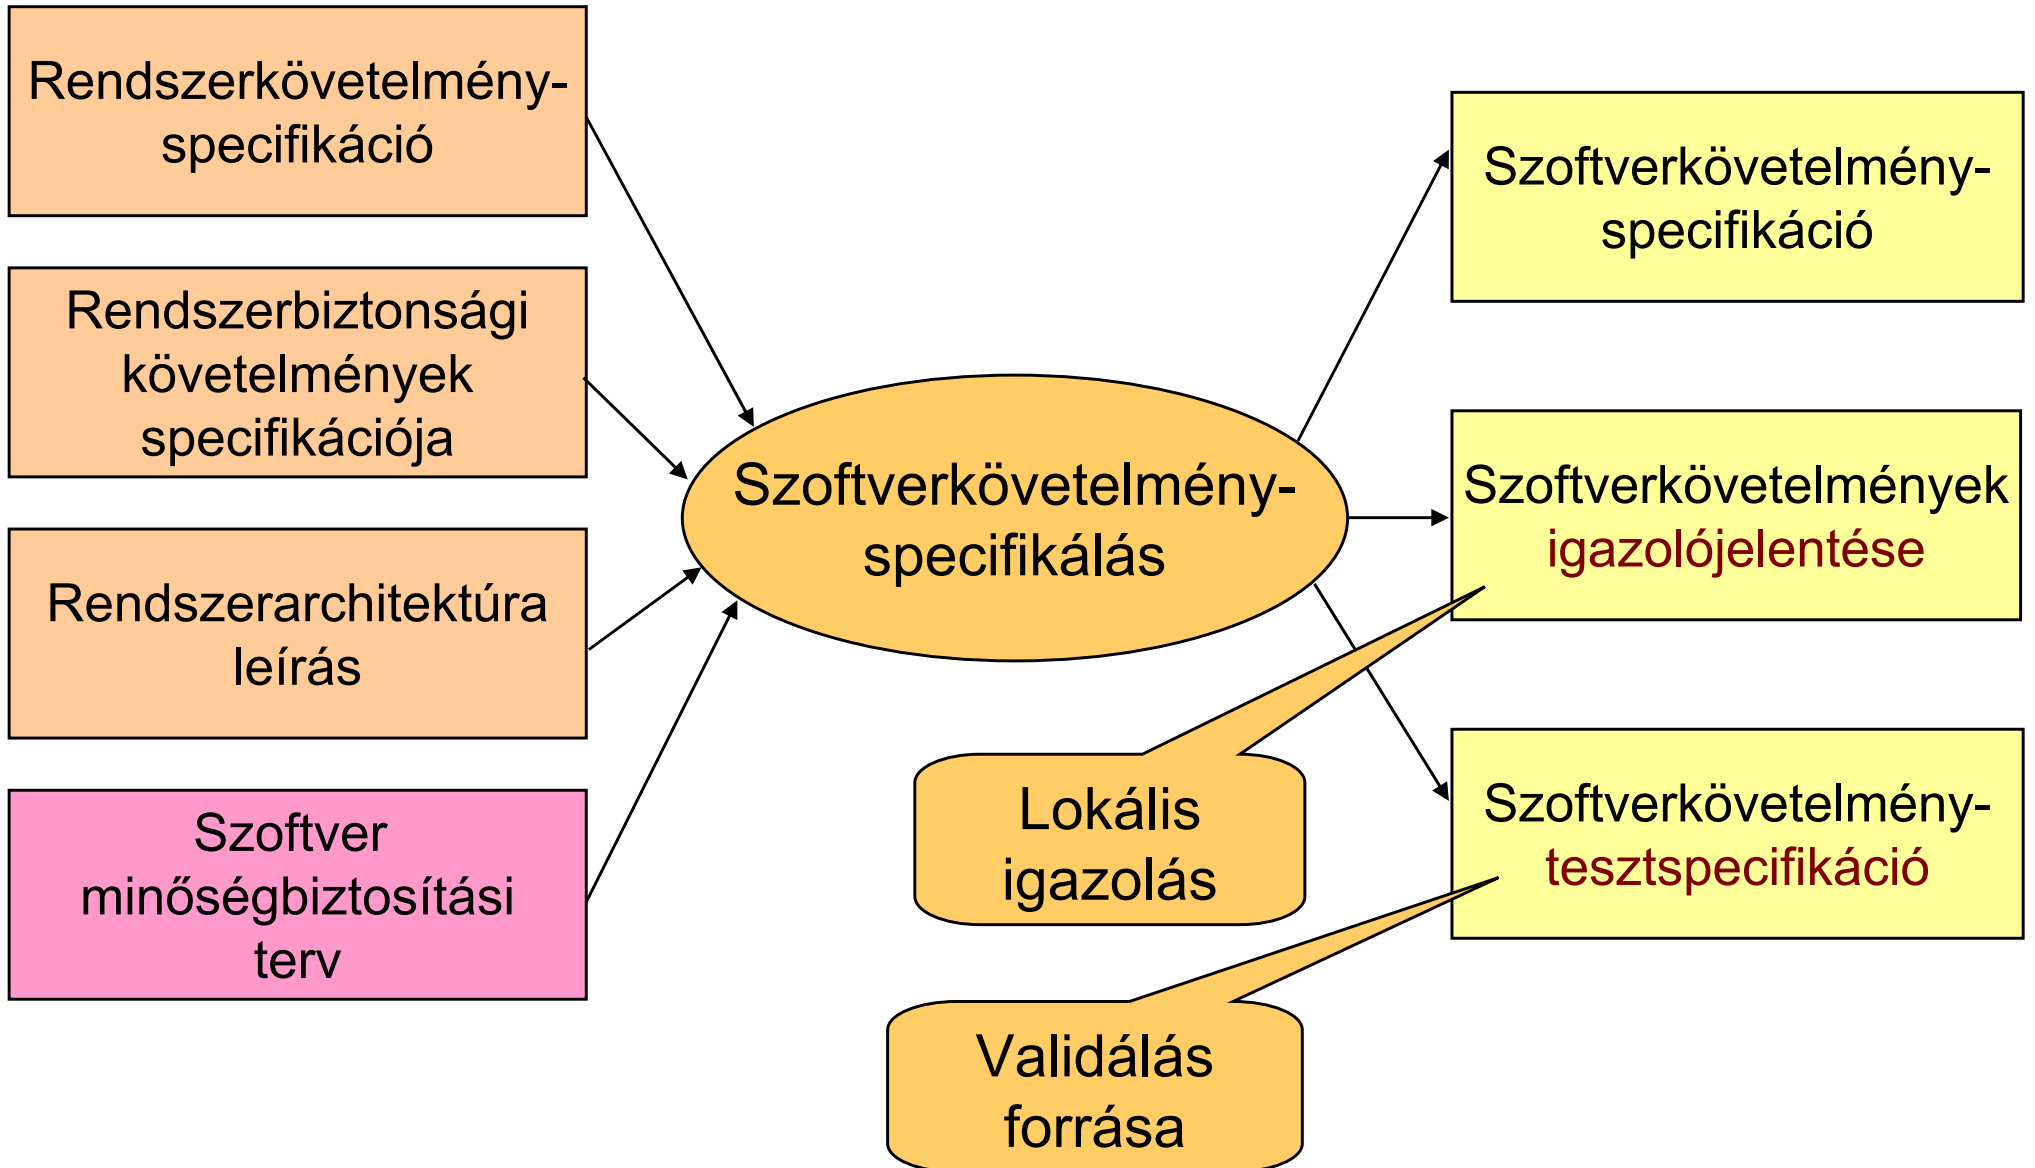 Rendszerkövetelmény-
specifikáció
Rendszerbiztonsági
követelmények
specifikációja
Rendszerarchitektúra
leírás
Szoftver
minőségbiztosítási
terv
Szoftverkövetelmény-
specifikálás
Szoftverkövetelmény-
specifikáció
Szoftverkövetelmények
igazolójelentése
Szoftverkövetelmény-
tesztspecifikáció
Lokális
igazolás
Validálás
forrása